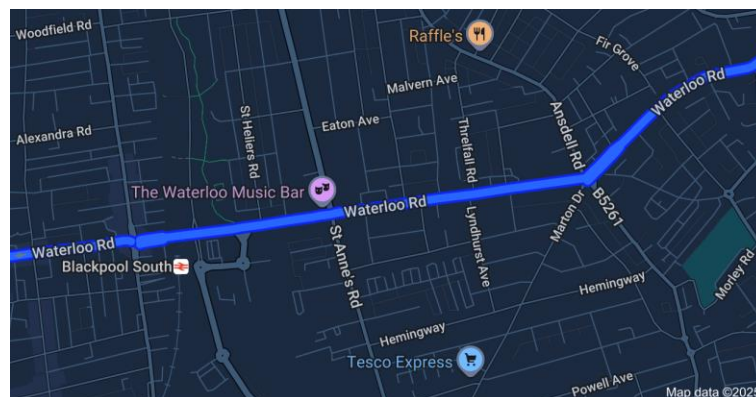 Woodfield Rd
Raffle's
Fir Grove
Malvern Ave
Waterloo Rd
Alexandra Rd
St Heliers Rd
Eaton Ave
Threlfall Rd
Ansdell Rd
The Waterloo Music Bar
Waterloo Rd
Marton Dr
B5261
Waterloo Rd
Blackpool South
St Anne's Rd
Lyndhurst Ave
Morley Rd
Hemingway
Hemingway
Tesco Express
Powell Ave
Map data ©2025